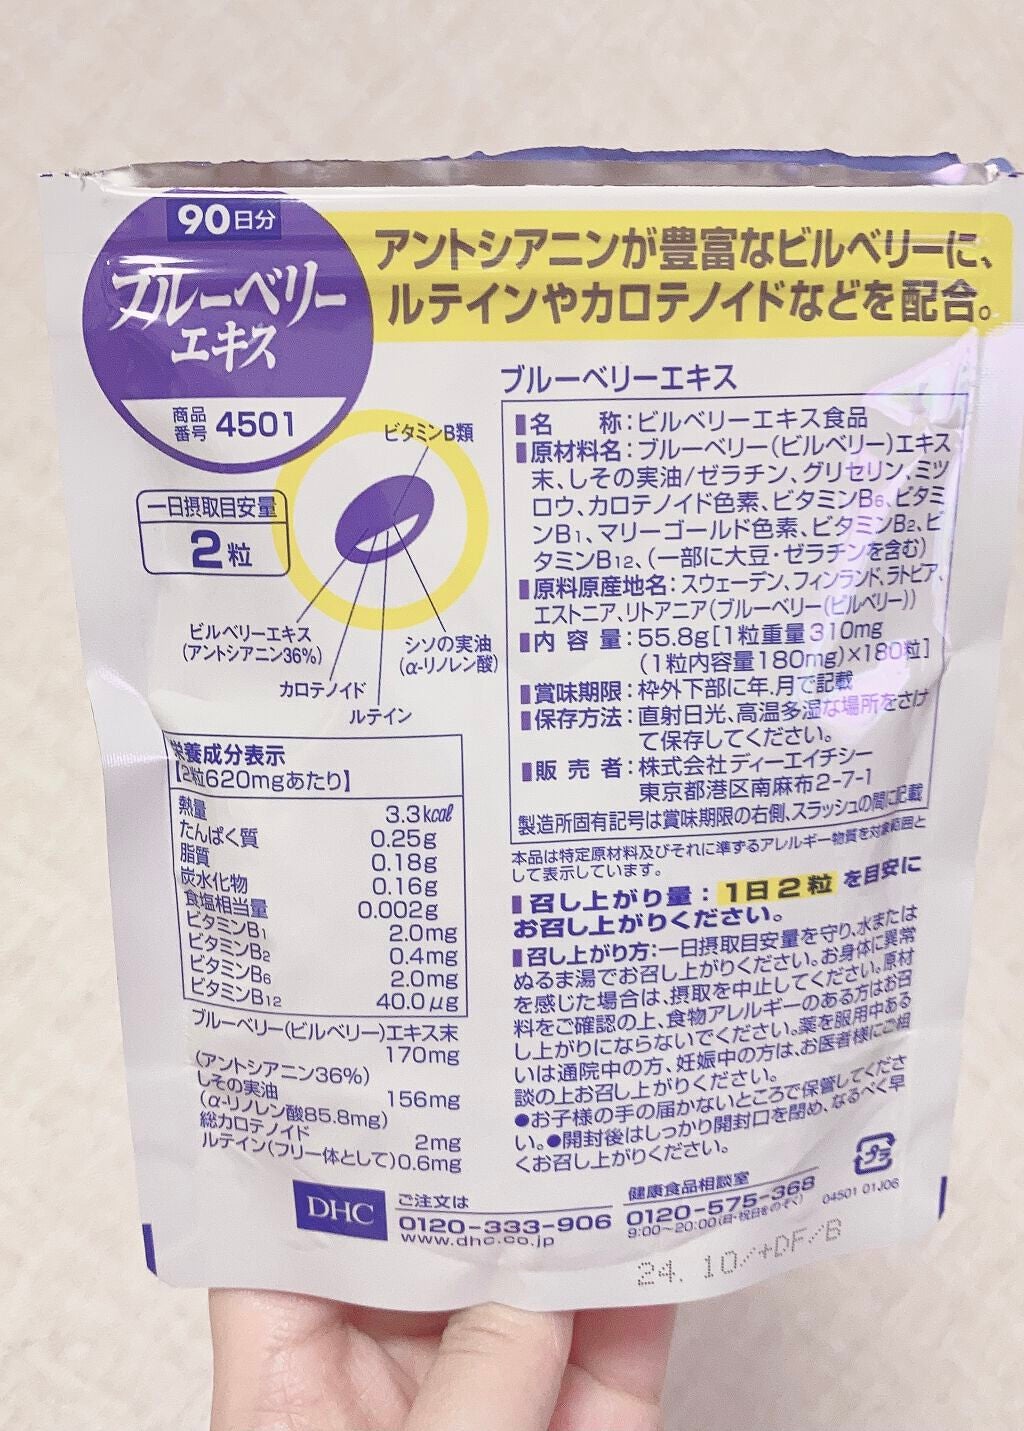 90日分
ブルーベリー
エキス
商品番号 4501
アントシアニンが豊富なビルベリーに、
ルテインやカロテノイドなどを配合。
一日摂取目安量
2粒
ビタミンB類
ビルベリーエキス
(アントシアニン36%)
カロテノイド
ルテイン
シソの実油
(α-リノレン酸)
栄養成分表示
【2粒620mgあたり】
熱量 3.3kcal
たんぱく質 0.25g
脂質 0.18g
炭水化物 0.16g
食塩相当量 0.002g
ビタミンB1 2.0mg
ビタミンB2 0.4mg
ビタミンB6 2.0mg
ビタミンB12 40.0μg
ブルーベリー(ビルベリー)エキス末
170mg
(アントシアニン36%)
しその実油 156mg
(α-リノレン酸85.8mg)
総カロテノイド 2mg
ルテイン(フリー体として)0.6mg
ブルーベリーエキス
■名　　称:ビルベリーエキス食品
■原材料名:ブルーベリー(ビルベリー)エキス
末、しその実油/ゼラチン、グリセリン、ミツ
ロウ、カロテノイド色素、ビタミンB6、ビタミ
ンB1、マリーゴールド色素、ビタミンB2、ビ
タミンB12、(一部に大豆・ゼラチンを含む)
■原料原産地名:スウェーデン、フィンランド、ラトビア、
エストニア、リトアニア(ブルーベリー(ビルベリー))
■内 容 量:55.8g[1粒重量310mg
(1粒内容量180mg)×180粒]
■賞味期限:枠外下部に年.月で記載
■保存方法:直射日光、高温多湿な場所をさけ
て保存してください。
■販 売 者:株式会社ディーエイチシー
東京都港区南麻布2-7-1
製造所固有記号は賞味期限の右側、スラッシュの間に記載
本品は特定原材料及びそれに準ずるアレルギー物質を対象範囲と
して表示しています。
■召し上がり量:1日2粒を目安に
お召し上がりください。
■召し上がり方:一日摂取目安量を守り、水または
ぬるま湯でお召し上がりください。お身体に異常
を感じた場合は、摂取を中止してください。原材
料をご確認の上、食物アレルギーのある方はお召
し上がりにならないでください。薬を服用中ある
いは通院中の方、妊娠中の方は、お医者様にご相
談の上お召し上がりください。
●お子様の手の届かないところで保管してくださ
い。●開封後はしっかり開封口を閉め、なるべく早
くお召し上がりください。
プラ
DHC
ご注文は
0120-333-906
www.dhc.co.jp
健康食品相談室
0120-575-368
9:00～20:00(日・祝日をのぞく)
04501 01J06
24. 10/+DF/B